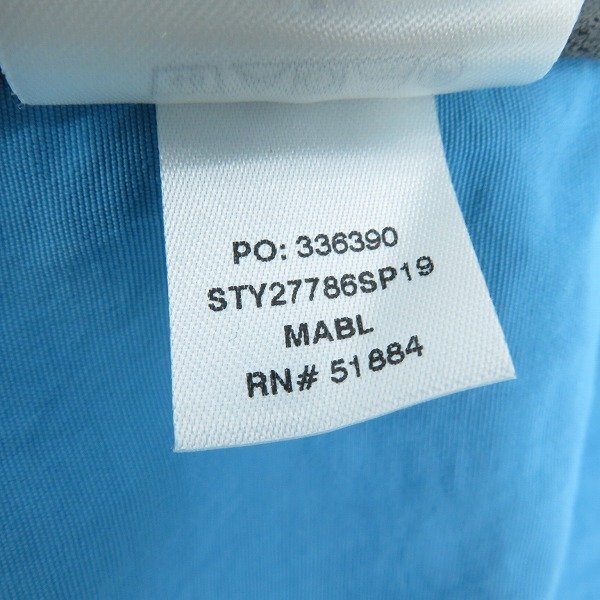 PO: 336390
STY27786SP19
MABL
RN# 51884